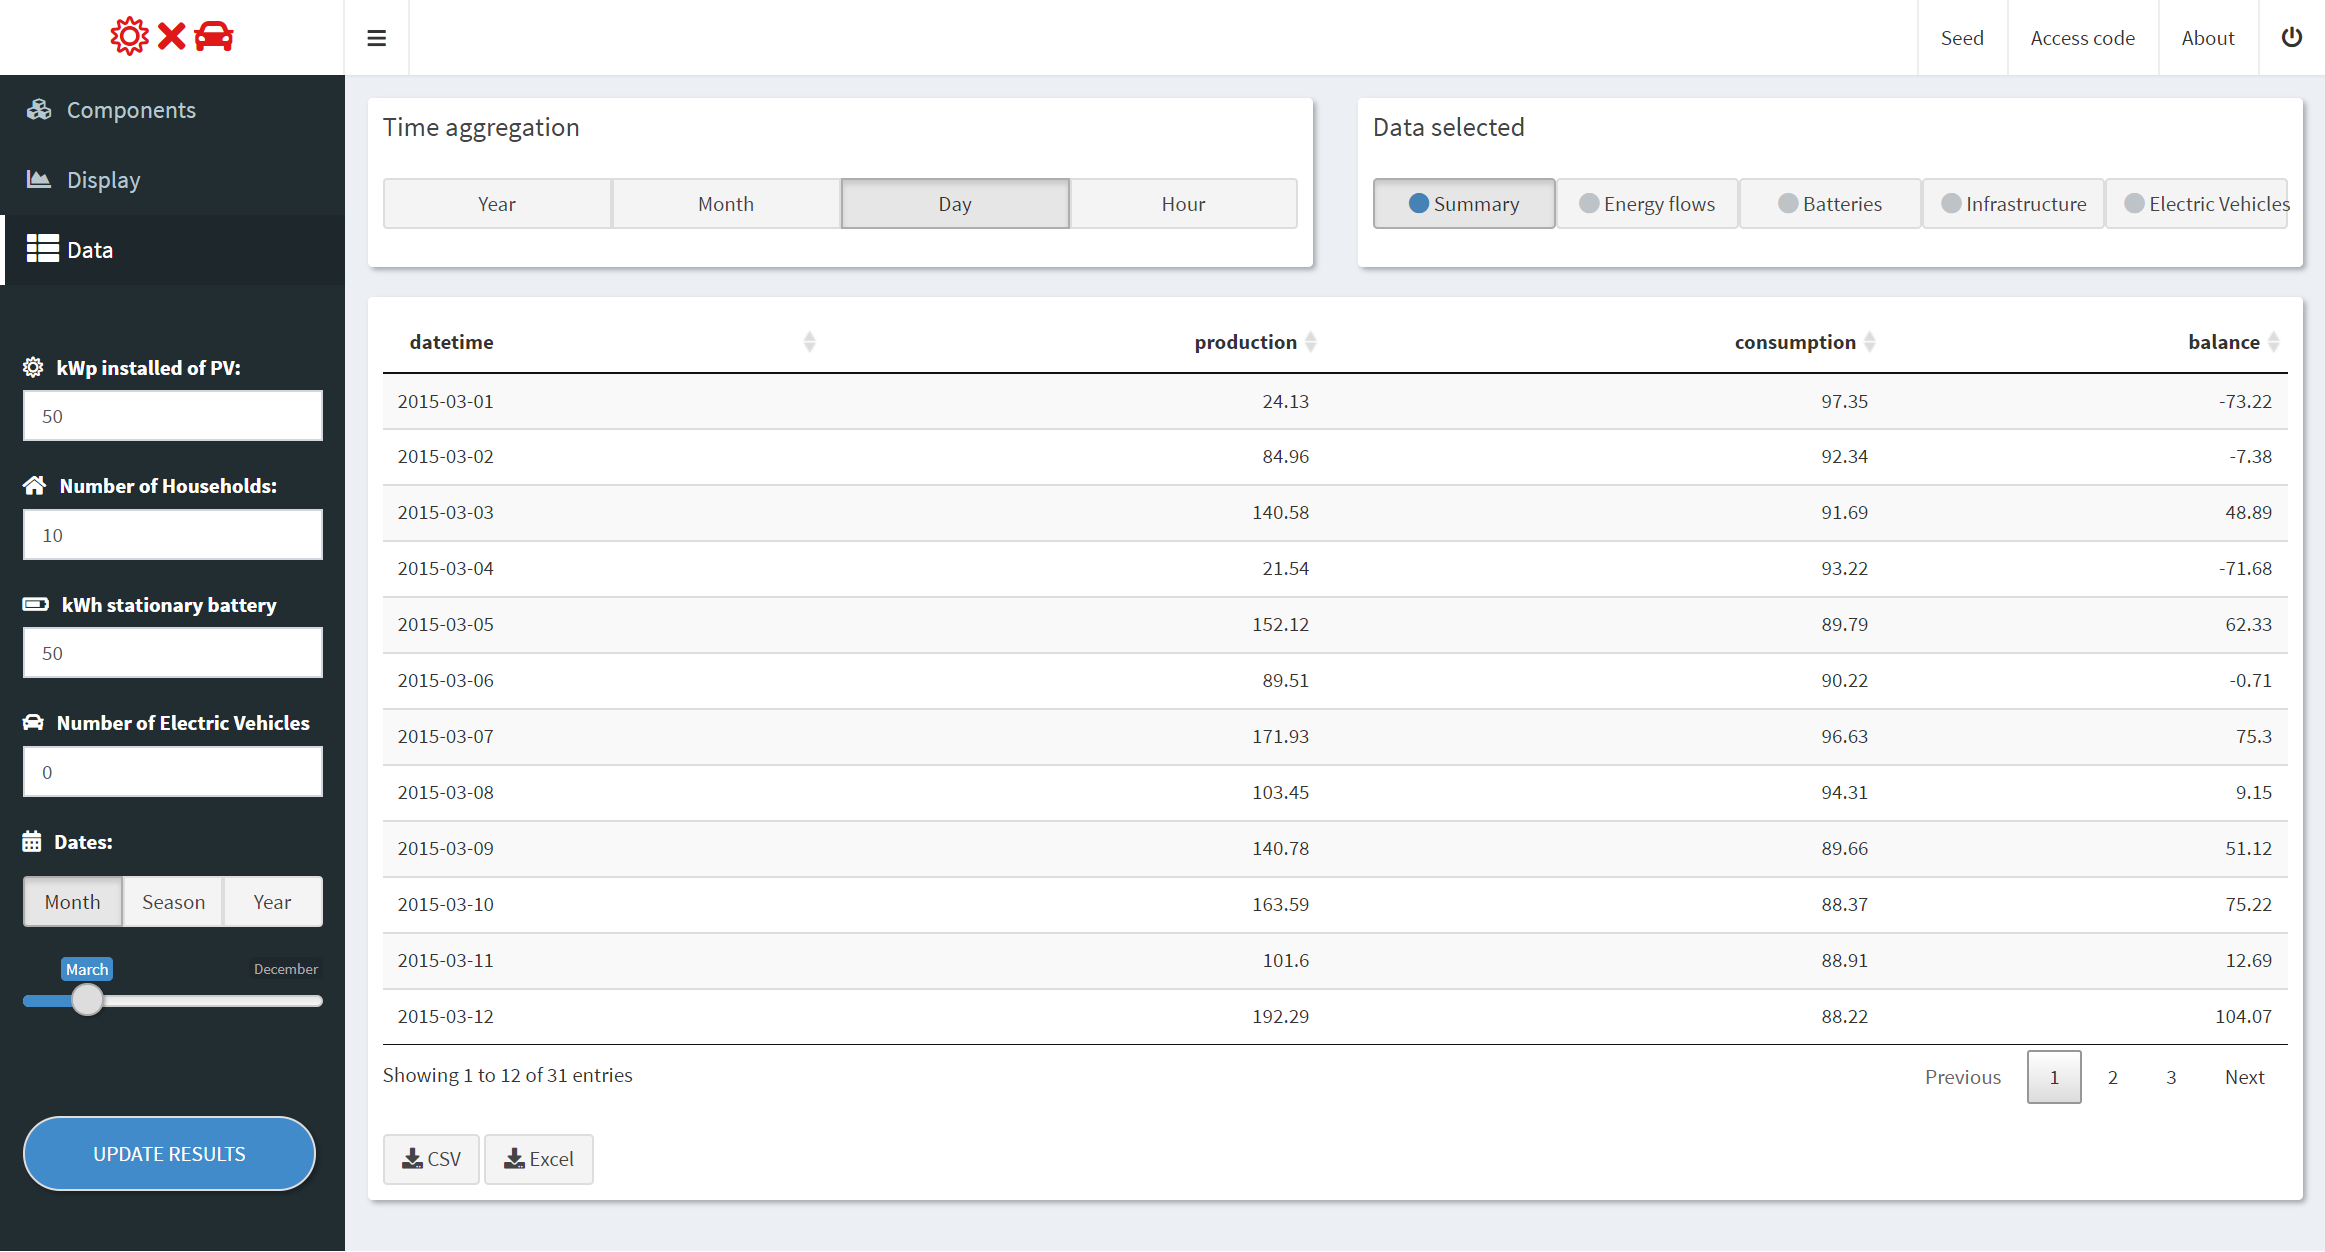 Seed
Access code
About
Components
Display
Data
kWp installed of PV:
50
Number of Households:
10
kWh stationary battery
50
Number of Electric Vehicles
0
Dates:
Month Season Year
March December
UPDATE RESULTS
Time aggregation
Year Month Day Hour
Data selected
Summary Energy flows Batteries Infrastructure Electric Vehicles
datetime production consumption balance
2015-03-01 24.13 97.35 -73.22
2015-03-02 84.96 92.34 -7.38
2015-03-03 140.58 91.69 48.89
2015-03-04 21.54 93.22 -71.68
2015-03-05 152.12 89.79 62.33
2015-03-06 89.51 90.22 -0.71
2015-03-07 171.93 96.63 75.3
2015-03-08 103.45 94.31 9.15
2015-03-09 140.78 89.66 51.12
2015-03-10 163.59 88.37 75.22
2015-03-11 101.6 88.91 12.69
2015-03-12 192.29 88.22 104.07
Showing 1 to 12 of 31 entries
Previous 1 2 3 Next
CSV Excel